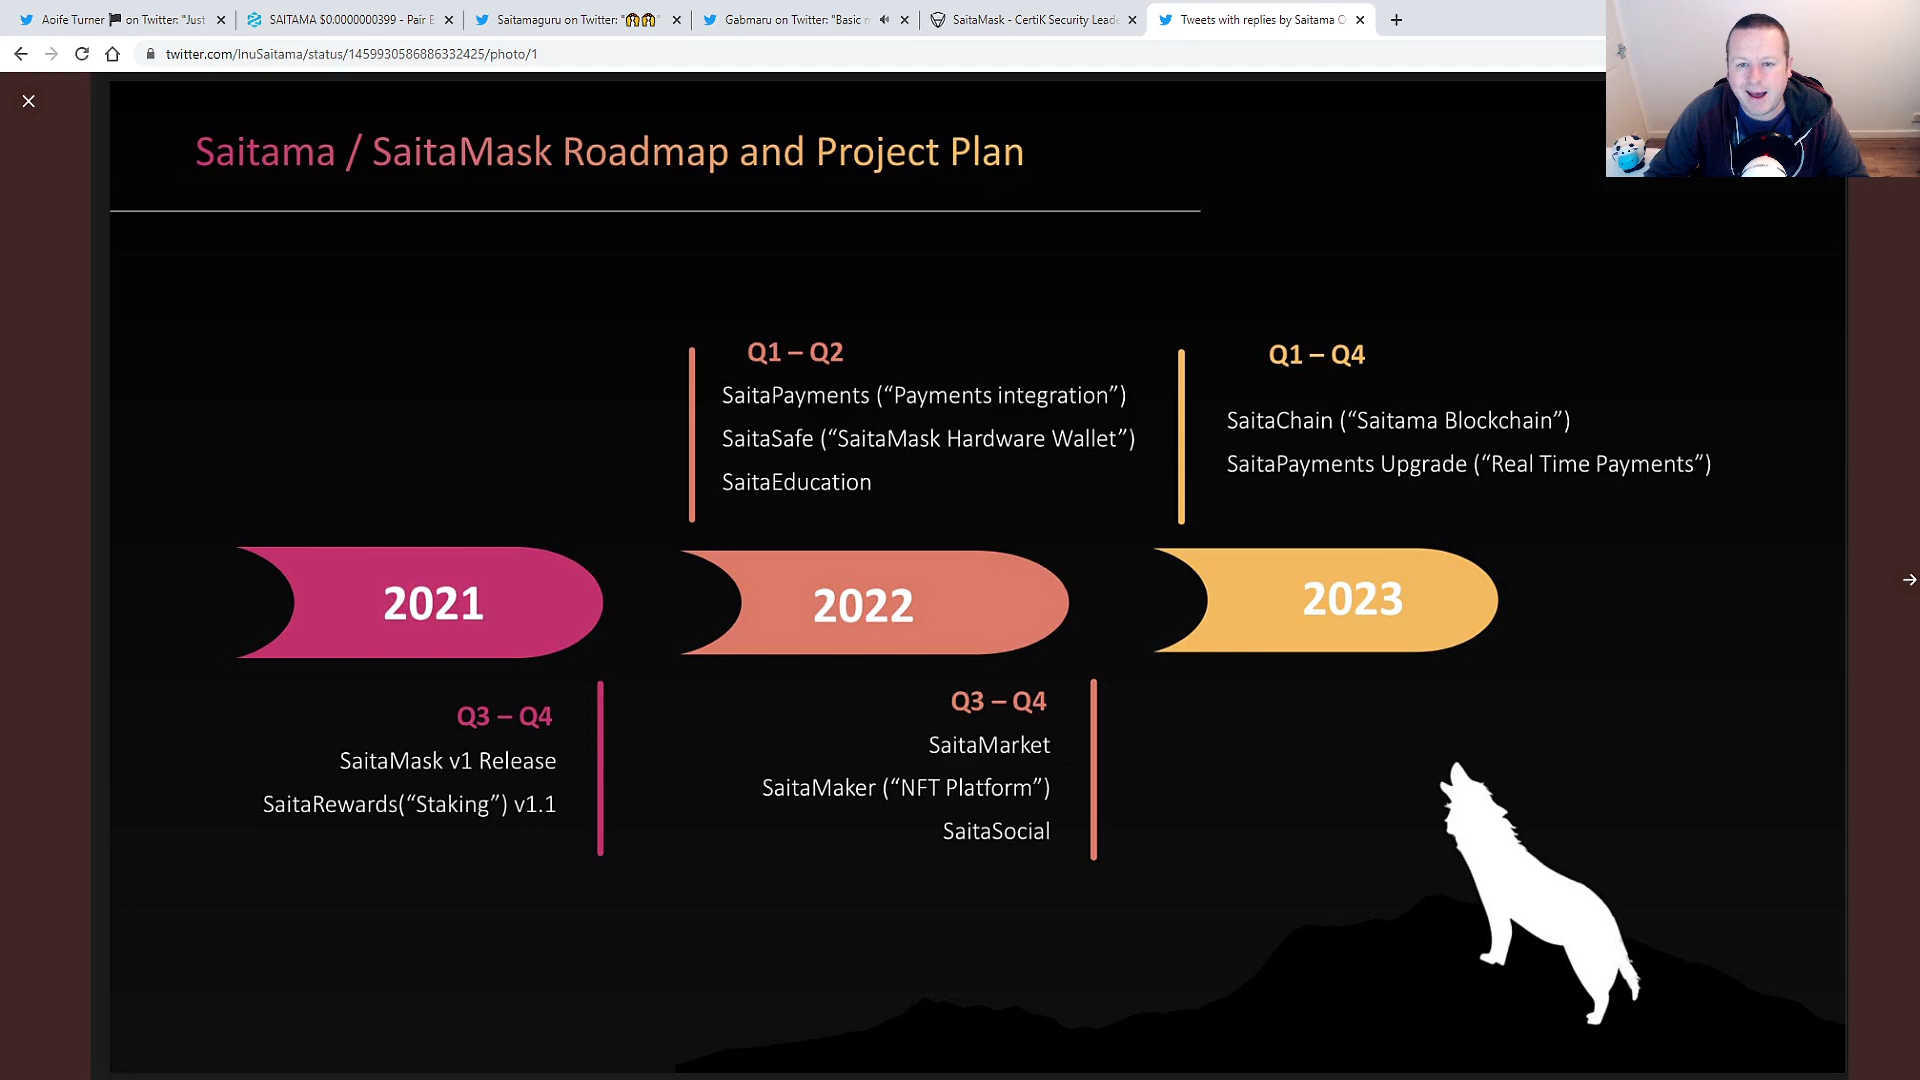 Aoife Turner 🏴 on Twitter: "Just
SAITAMA $0.0000000399 - Pair E
Saitamaguru on Twitter: "🙌🙌"
Gabmaru on Twitter: "Basic
SaitaMask - CertiK Security Leade
Tweets with replies by Saitama O
twitter.com/InuSaitama/status/1459930586886332425/photo/1
Saitama / SaitaMask Roadmap and Project Plan
Q1 – Q2
SaitaPayments (“Payments integration”)
SaitaSafe (“SaitaMask Hardware Wallet”)
SaitaEducation
Q1 – Q4
SaitaChain (“Saitama Blockchain”)
SaitaPayments Upgrade (“Real Time Payments”)
2021
2022
2023
Q3 – Q4
SaitaMask v1 Release
SaitaRewards(“Staking”) v1.1
Q3 – Q4
SaitaMarket
SaitaMaker (“NFT Platform”)
SaitaSocial